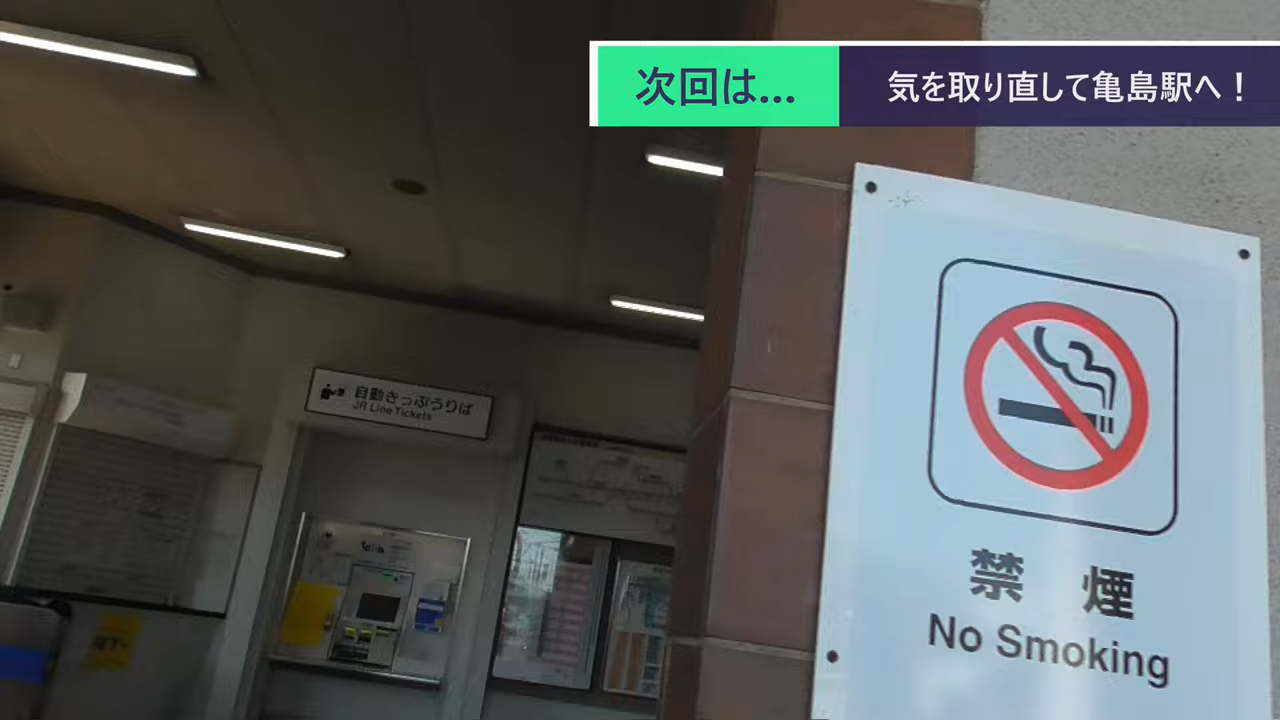 次回は...
気を取り直して亀島駅へ！
自動きっぷうりば
JR Line Tickets
禁 煙
No Smoking